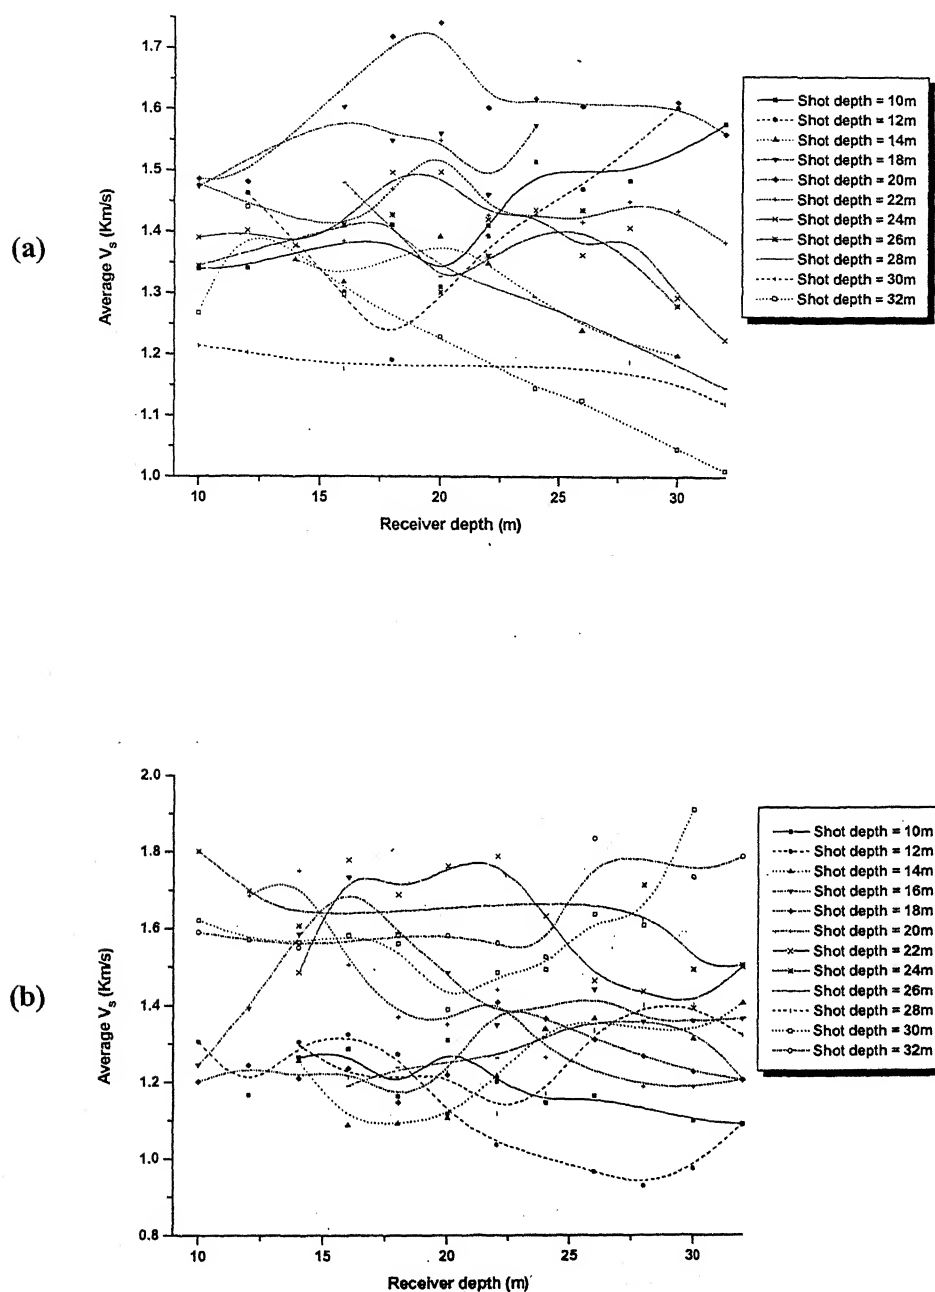 (a)
Average Vs (Km/s)
1.7
1.6
1.5
1.4
1.3
1.2
1.1
1.0
10
15
20
25
30
Receiver depth (m)
Shot depth = 10m
Shot depth = 12m
Shot depth = 14m
Shot depth = 18m
Shot depth = 20m
Shot depth = 22m
Shot depth = 24m
Shot depth = 26m
Shot depth = 28m
Shot depth = 30m
Shot depth = 32m
(b)
Average Vs (Km/s)
2.0
1.8
1.6
1.4
1.2
1.0
0.8
10
15
20
25
30
Receiver depth (m)
Shot depth = 10m
Shot depth = 12m
Shot depth = 14m
Shot depth = 16m
Shot depth = 18m
Shot depth = 20m
Shot depth = 22m
Shot depth = 24m
Shot depth = 26m
Shot depth = 28m
Shot depth = 30m
Shot depth = 32m